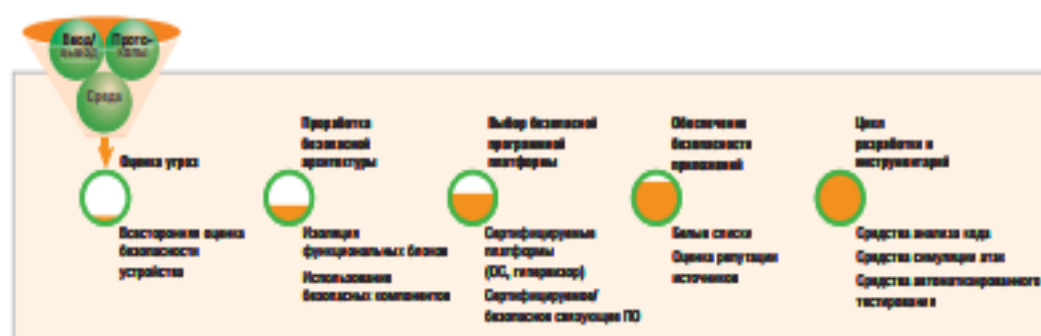 Ввод/
вывод
Прото-
колы
Среда
Оценка угроз
Всесторонняя оценка
безопасности
устройства
Проработка
безопасной
архитектуры
Изоляция
функциональных блоков
Использование
безопасных компонентов
Выбор безопасной
программной
платформы
Сертифицируемые
платформы
(ОС, гипервизор)
Сертифицируемое/
безопасное связующее ПО
Обеспечение
безопасности
приложений
Белые списки
Оценка репутации
источников
Цикл
разработки и
инструментарий
Средства анализа кода
Средства симуляции атак
Средства автоматизированного
тестирования